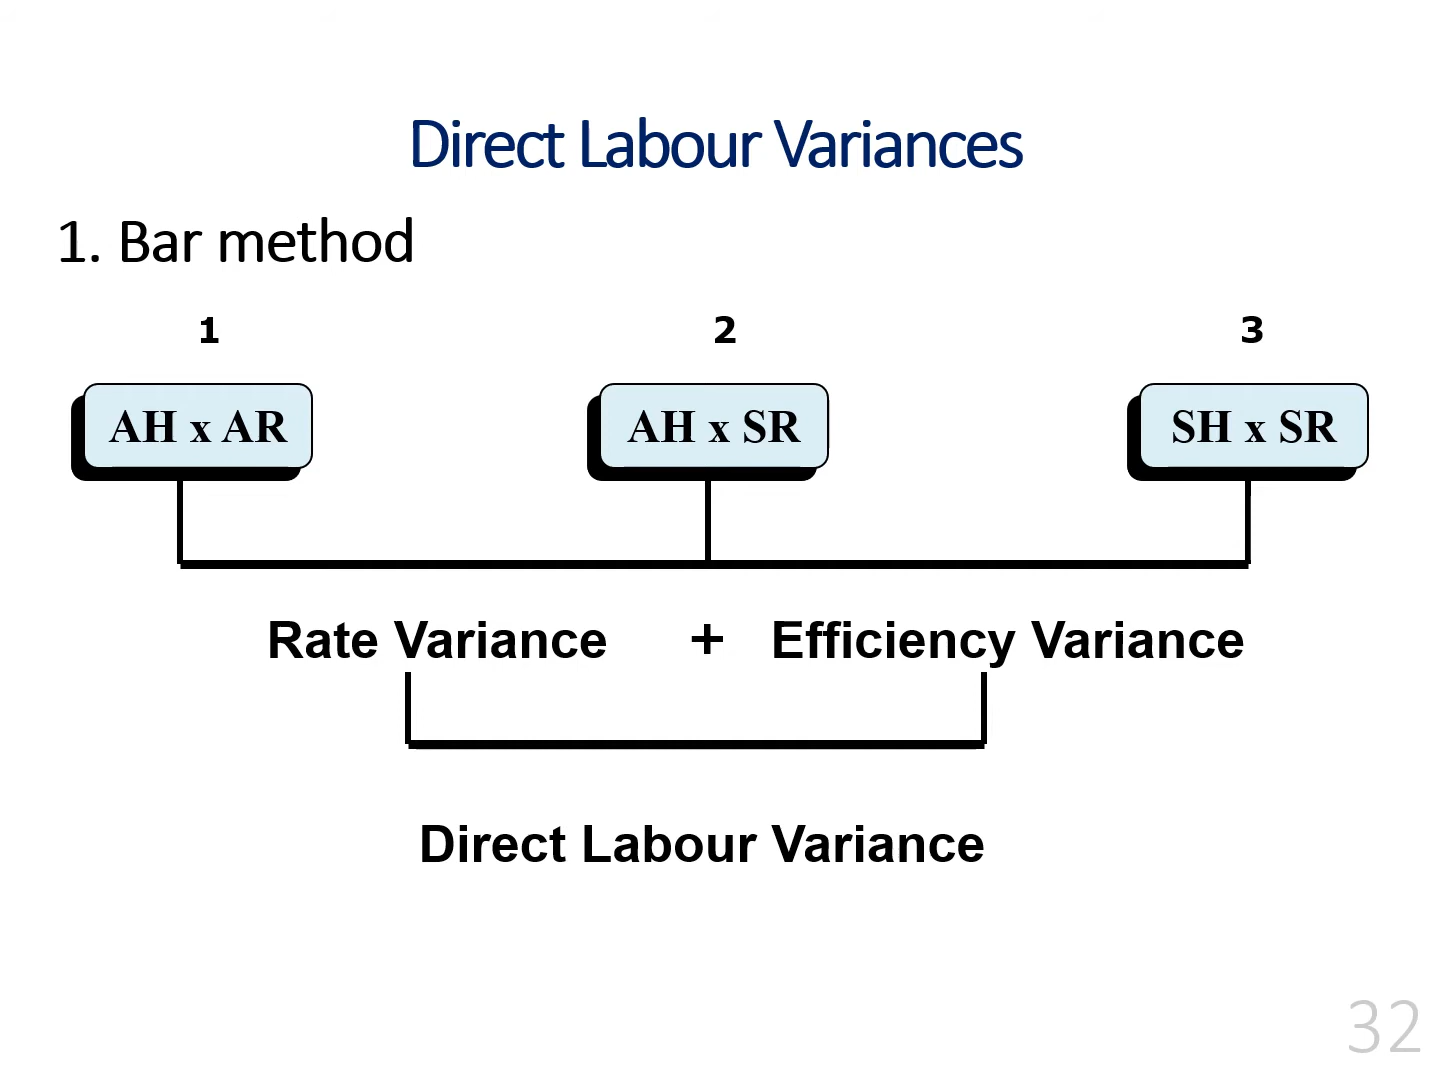 Direct Labour Variances
1. Bar method
1 2 3
AH x AR AH x SR SH x SR
Rate Variance + Efficiency Variance
Direct Labour Variance
32